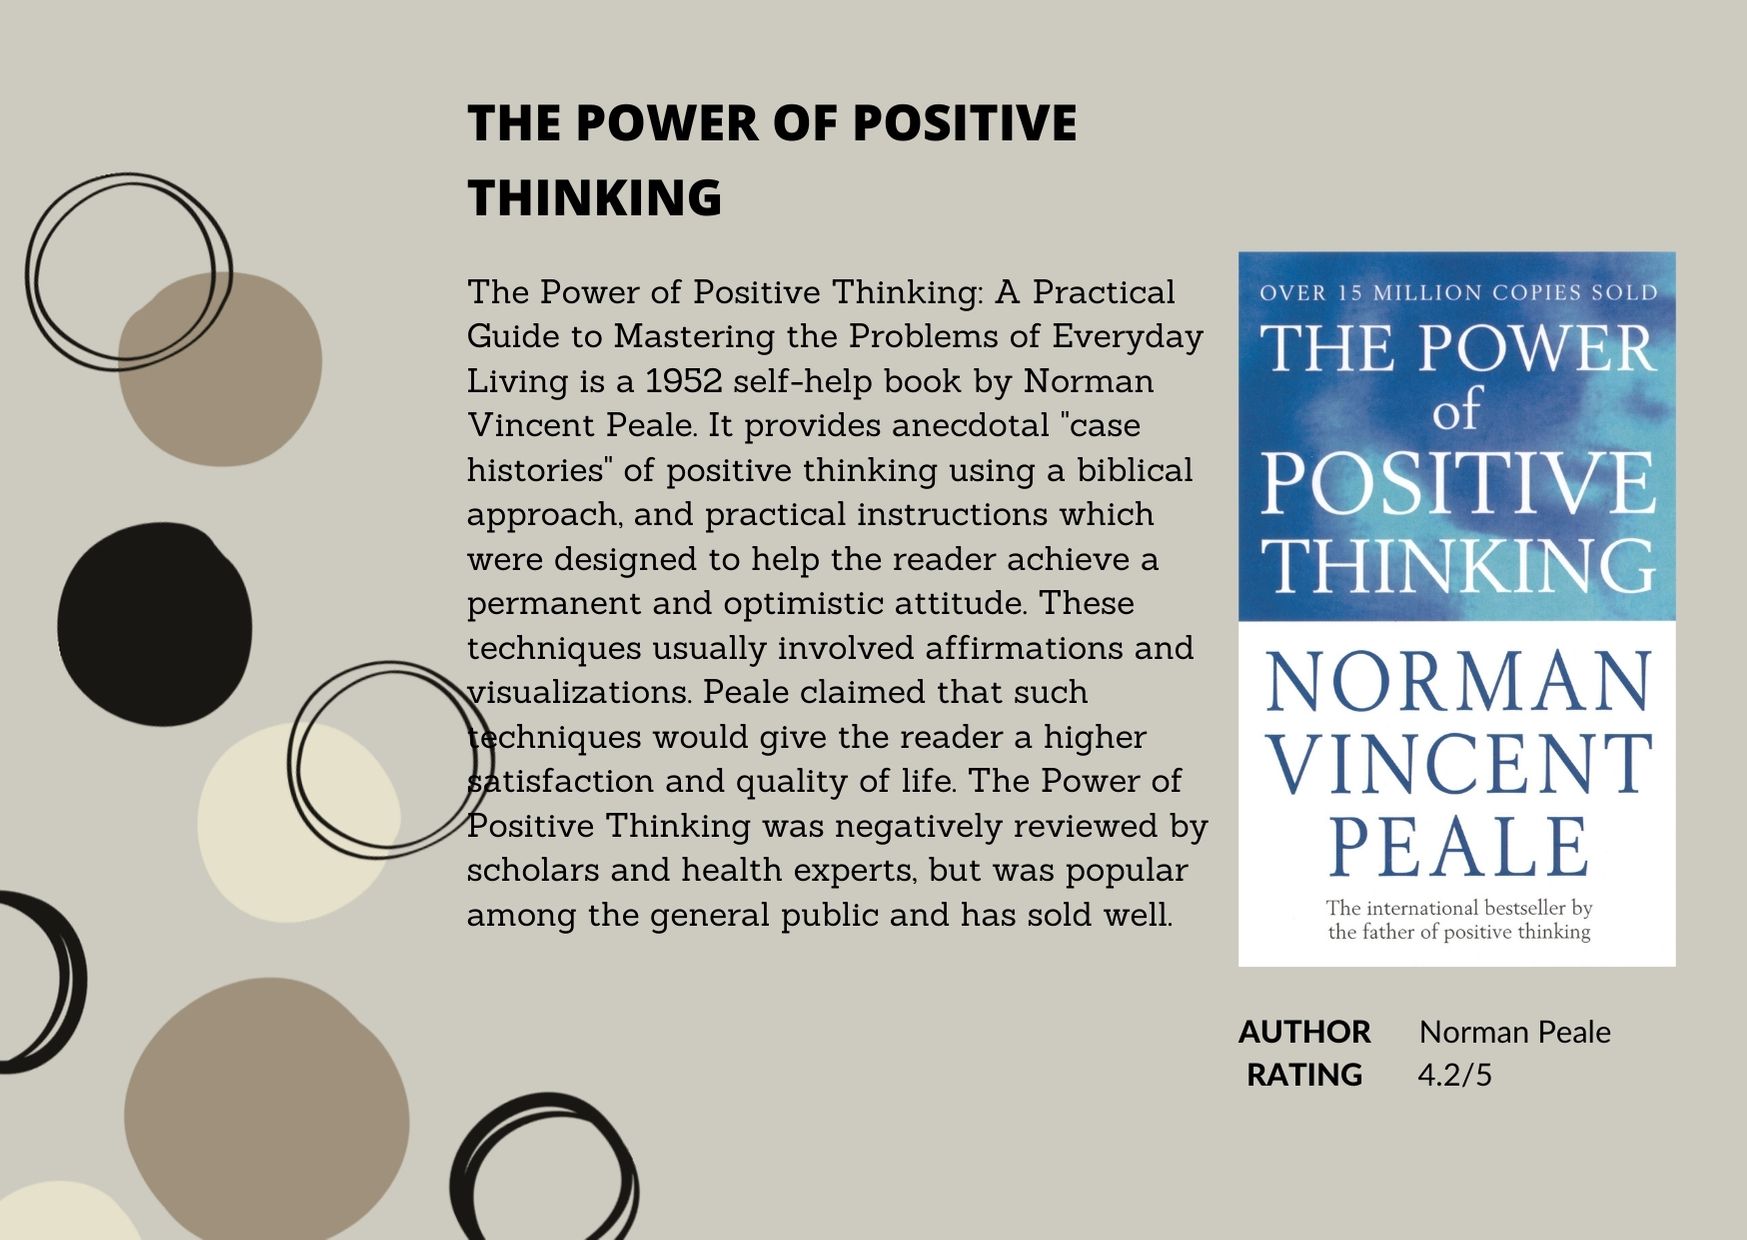 THE POWER OF POSITIVE
THINKING
The Power of Positive Thinking: A Practical
Guide to Mastering the Problems of Everyday
Living is a 1952 self-help book by Norman
Vincent Peale. It provides anecdotal "case
histories" of positive thinking using a biblical
approach, and practical instructions which
were designed to help the reader achieve a
permanent and optimistic attitude. These
techniques usually involved affirmations and
visualizations. Peale claimed that such
techniques would give the reader a higher
satisfaction and quality of life. The Power of
Positive Thinking was negatively reviewed by
scholars and health experts, but was popular
among the general public and has sold well.
OVER 15 MILLION COPIES SOLD
THE POWER
of
POSITIVE
THINKING
NORMAN
VINCENT
PEALE
The international bestseller by
the father of positive thinking
AUTHOR Norman Peale
RATING 4.2/5